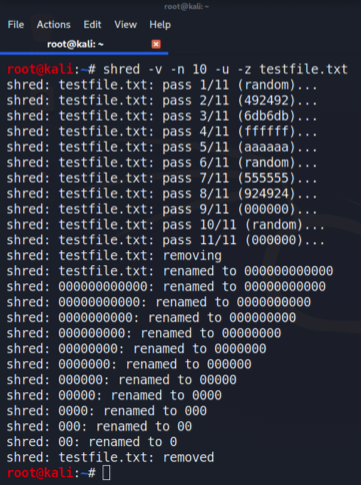 root@kali: ~
File Actions Edit View Help
root@kali: ~
root@kali:~# shred -v -n 10 -u -z testfile.txt
shred: testfile.txt: pass 1/11 (random)...
shred: testfile.txt: pass 2/11 (492492)...
shred: testfile.txt: pass 3/11 (6db6db)...
shred: testfile.txt: pass 4/11 (ffffff)...
shred: testfile.txt: pass 5/11 (aaaaaa)...
shred: testfile.txt: pass 6/11 (random)...
shred: testfile.txt: pass 7/11 (555555)...
shred: testfile.txt: pass 8/11 (924924)...
shred: testfile.txt: pass 9/11 (000000)...
shred: testfile.txt: pass 10/11 (random)...
shred: testfile.txt: pass 11/11 (000000)...
shred: testfile.txt: removing
shred: testfile.txt: renamed to 000000000000
shred: 000000000000: renamed to 00000000000
shred: 00000000000: renamed to 0000000000
shred: 0000000000: renamed to 000000000
shred: 000000000: renamed to 00000000
shred: 00000000: renamed to 0000000
shred: 0000000: renamed to 000000
shred: 000000: renamed to 00000
shred: 00000: renamed to 0000
shred: 0000: renamed to 000
shred: 000: renamed to 00
shred: 00: renamed to 0
shred: testfile.txt: removed
root@kali:~#